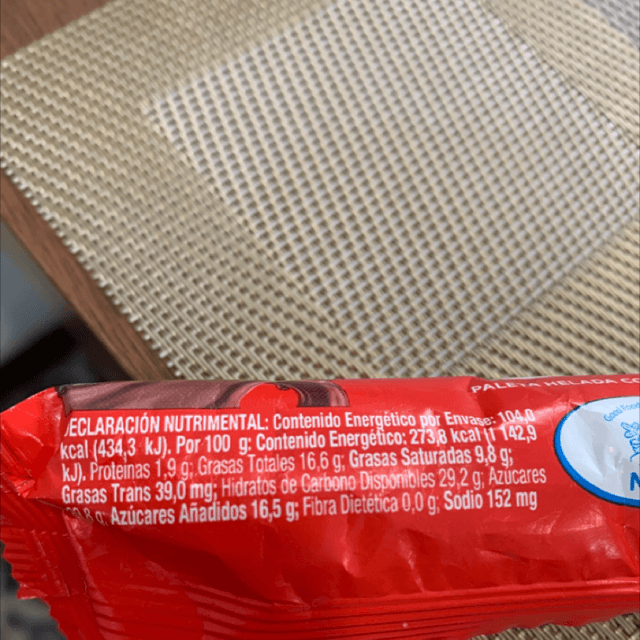 PALETA HELADA
DECLARACIÓN NUTRIMENTAL: Contenido Energético por Envase: 104,0
kcal (434,3 kJ). Por 100 g: Contenido Energético: 273,8 kcal (1 142,9
kJ). Proteínas 1,9 g; Grasas Totales 16,6 g; Grasas Saturadas 9,8 g;
Grasas Trans 39,0 mg; Hidratos de Carbono Disponibles 29,2 g; Azúcares
g; Azúcares Añadidos 16,5 g; Fibra Dietética 0,0 g; Sodio 152 mg